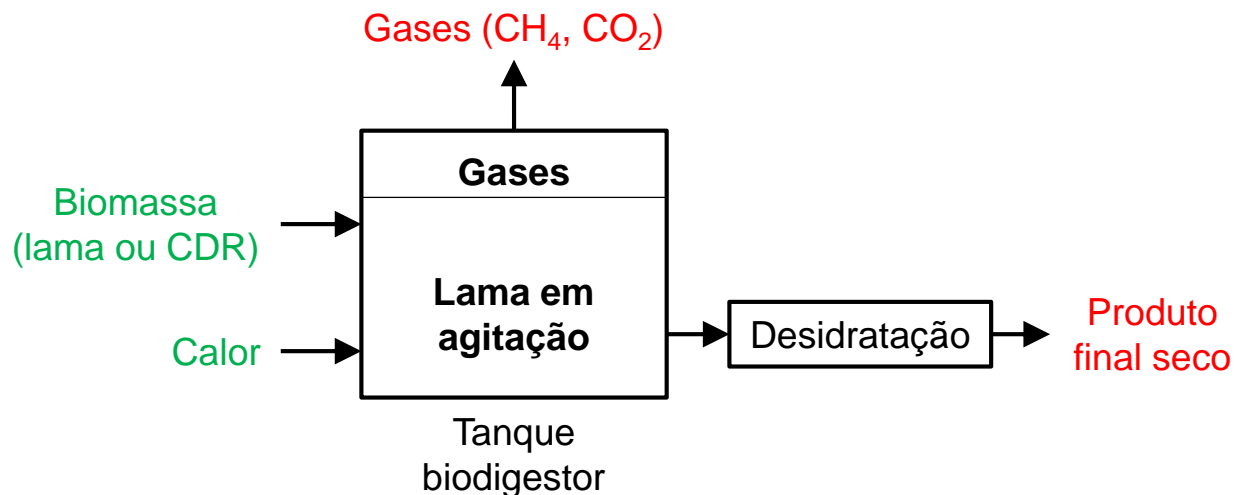 Gases (CH₄, CO₂)
Gases
Biomassa
(lama ou CDR)
Lama em
agitação
Calor
Desidratação
Produto
final seco
Tanque
biodigestor